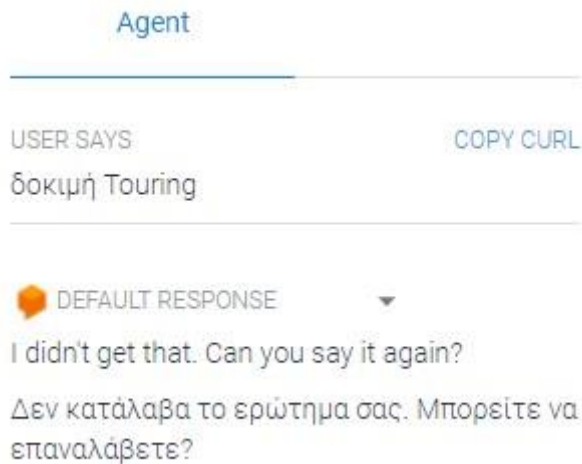 Agent
USER SAYS COPY CURL
δοκιμή Touring
DEFAULT RESPONSE
I didn't get that. Can you say it again?
Δεν κατάλαβα το ερώτημα σας. Μπορείτε να
επαναλάβετε?